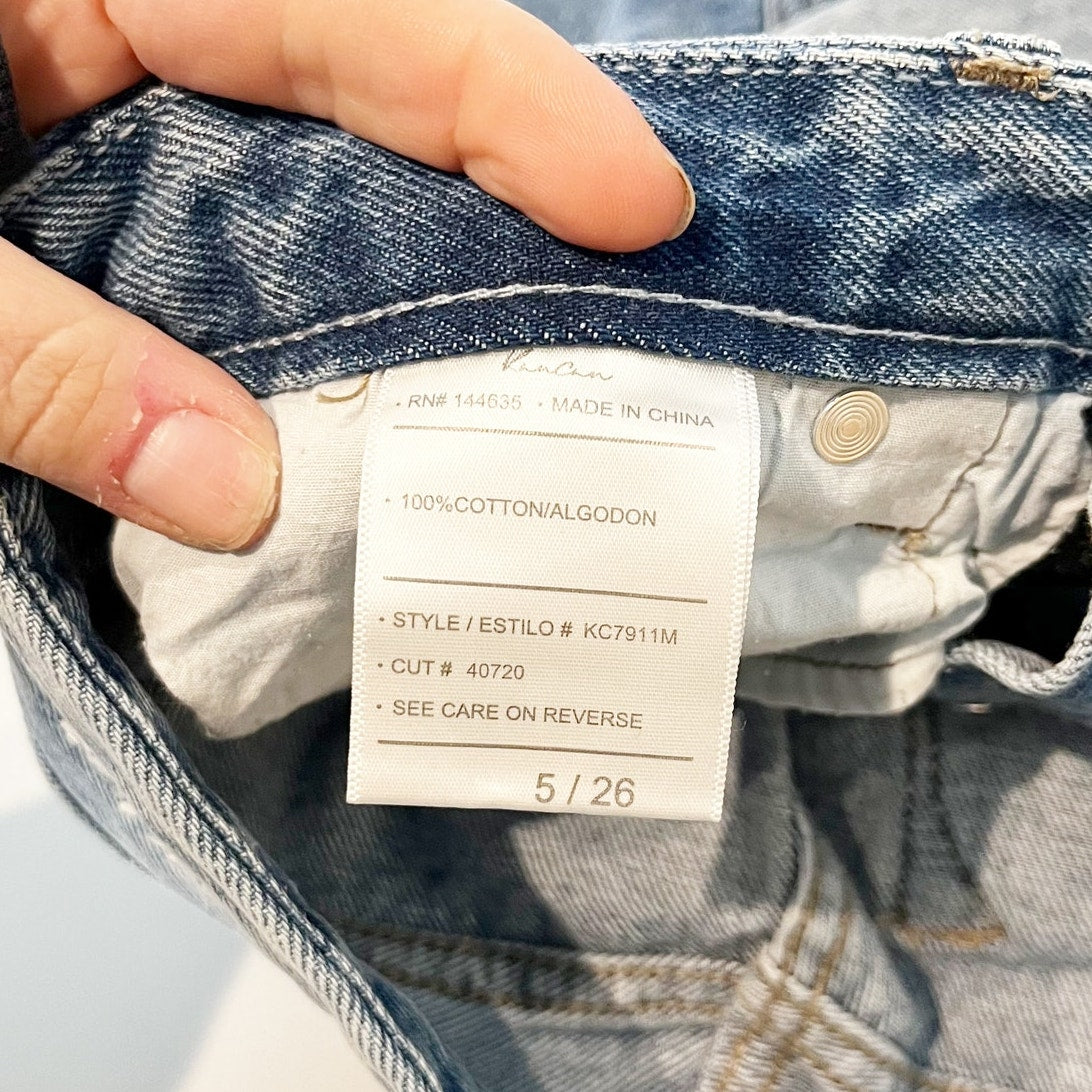 KanCan
• RN# 144635 • MADE IN CHINA
• 100%COTTON/ALGODON
• STYLE / ESTILO # KC7911M
• CUT # 40720
• SEE CARE ON REVERSE
5 / 26